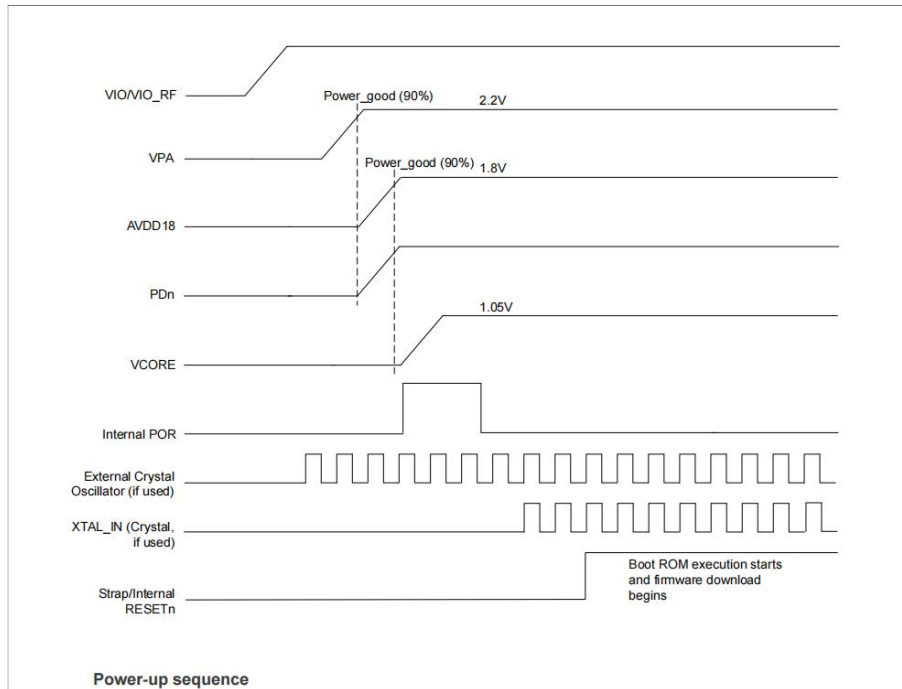 VIO/VIO_RF
Power_good (90%)
2.2V
VPA
Power_good (90%)
1.8V
AVDD18
PDn
1.05V
VCORE
Internal POR
External Crystal
Oscillator (if used)
XTAL_IN (Crystal,
if used)
Boot ROM execution starts
and firmware download
begins
Strap/Internal
RESETn
Power-up sequence